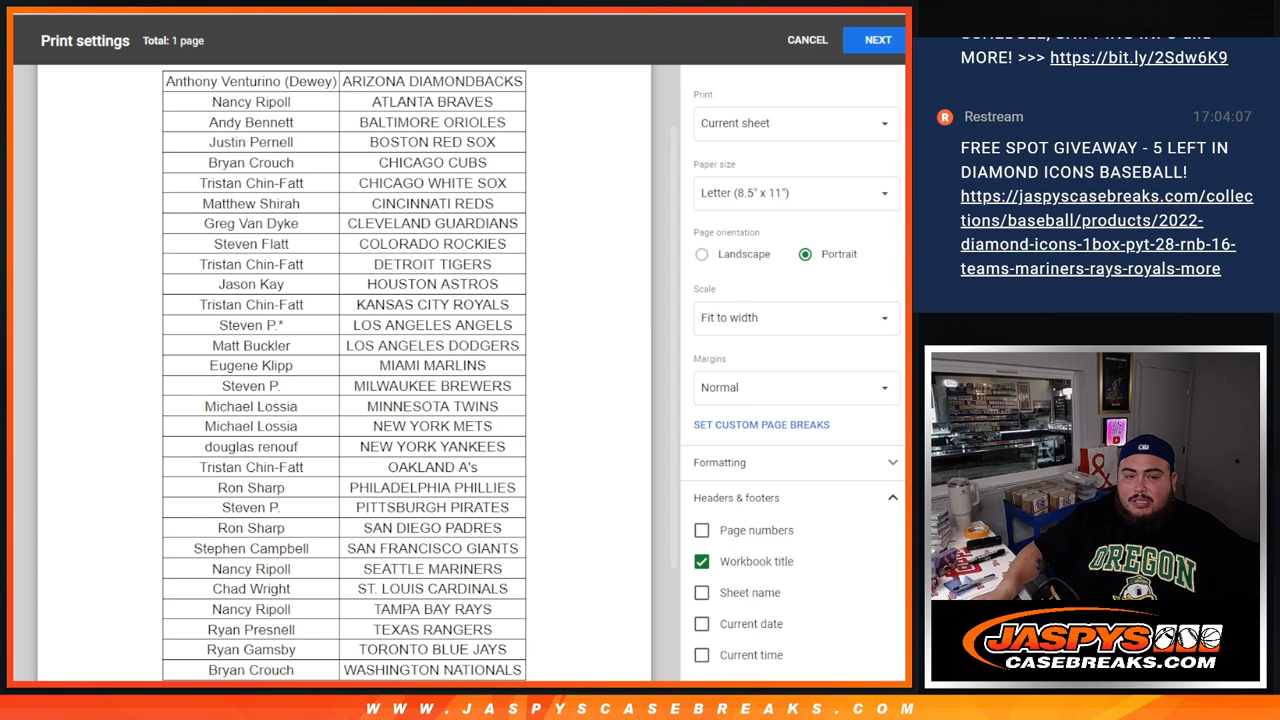 Print settings Total: 1 page CANCEL NEXT
Anthony Venturino (Dewey) ARIZONA DIAMONDBACKS
Nancy Ripoll ATLANTA BRAVES
Andy Bennett BALTIMORE ORIOLES
Justin Pernell BOSTON RED SOX
Bryan Crouch CHICAGO CUBS
Tristan Chin-Fatt CHICAGO WHITE SOX
Matthew Shirah CINCINNATI REDS
Greg Van Dyke CLEVELAND GUARDIANS
Steven Flatt COLORADO ROCKIES
Tristan Chin-Fatt DETROIT TIGERS
Jason Kay HOUSTON ASTROS
Tristan Chin-Fatt KANSAS CITY ROYALS
Steven P.* LOS ANGELES ANGELS
Matt Buckler LOS ANGELES DODGERS
Eugene Klipp MIAMI MARLINS
Steven P. MILWAUKEE BREWERS
Michael Lossia MINNESOTA TWINS
Michael Lossia NEW YORK METS
douglas renouf NEW YORK YANKEES
Tristan Chin-Fatt OAKLAND A's
Ron Sharp PHILADELPHIA PHILLIES
Steven P. PITTSBURGH PIRATES
Ron Sharp SAN DIEGO PADRES
Stephen Campbell SAN FRANCISCO GIANTS
Nancy Ripoll SEATTLE MARINERS
Chad Wright ST. LOUIS CARDINALS
Nancy Ripoll TAMPA BAY RAYS
Ryan Presnell TEXAS RANGERS
Ryan Gamsby TORONTO BLUE JAYS
Bryan Crouch WASHINGTON NATIONALS
Print
Current sheet
Paper size
Letter (8.5" x 11")
Page orientation
Landscape Portrait
Scale
Fit to width
Margins
Normal
SET CUSTOM PAGE BREAKS
Formatting
Headers & footers
Page numbers
Workbook title
Sheet name
Current date
Current time
MORE! >>> https://bit.ly/2Sdw6K9
R Restream 17:04:07
FREE SPOT GIVEAWAY - 5 LEFT IN
DIAMOND ICONS BASEBALL!
https://jaspyscasebreaks.com/collec
tions/baseball/products/2022-
diamond-icons-1box-pyt-28-rnb-16-
teams-mariners-rays-royals-more
OREGON
JASPYS
CASEBREAKS.COM
WWW.JASPYSCASEBREAKS.COM